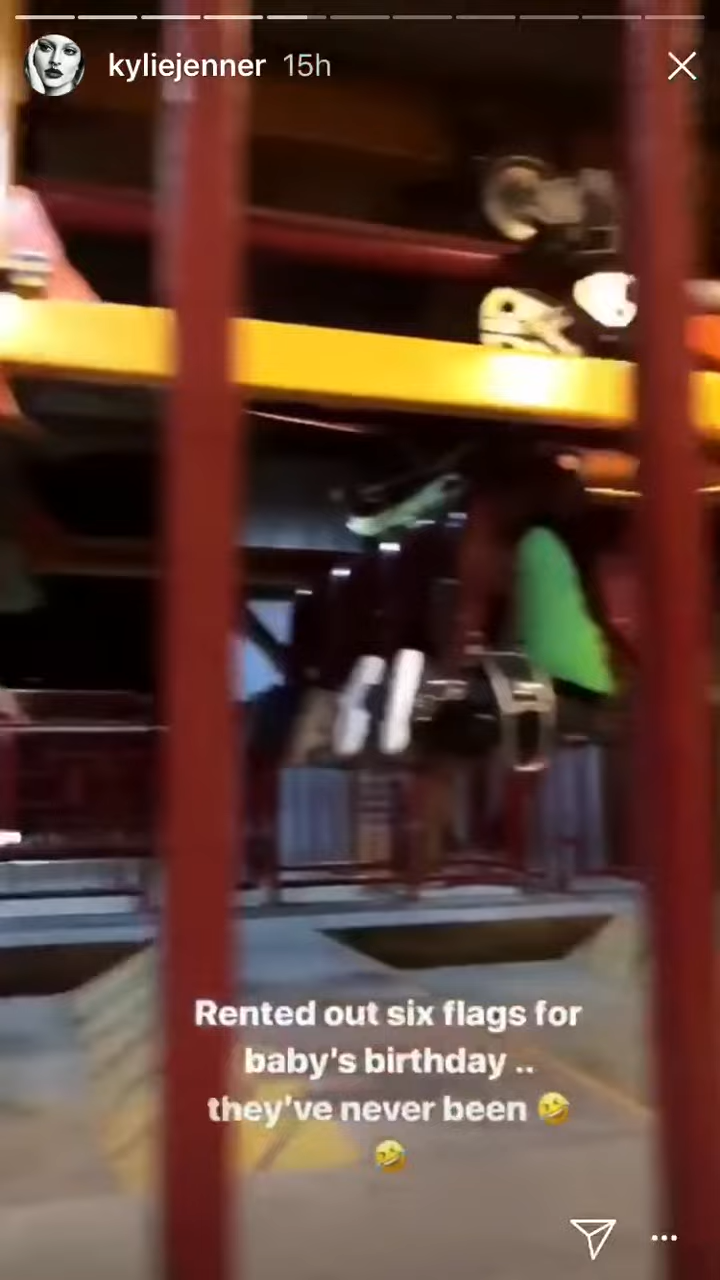 kyliejenner 15h
Rented out six flags for
baby's birthday ..
they've never been 🤣
🤣